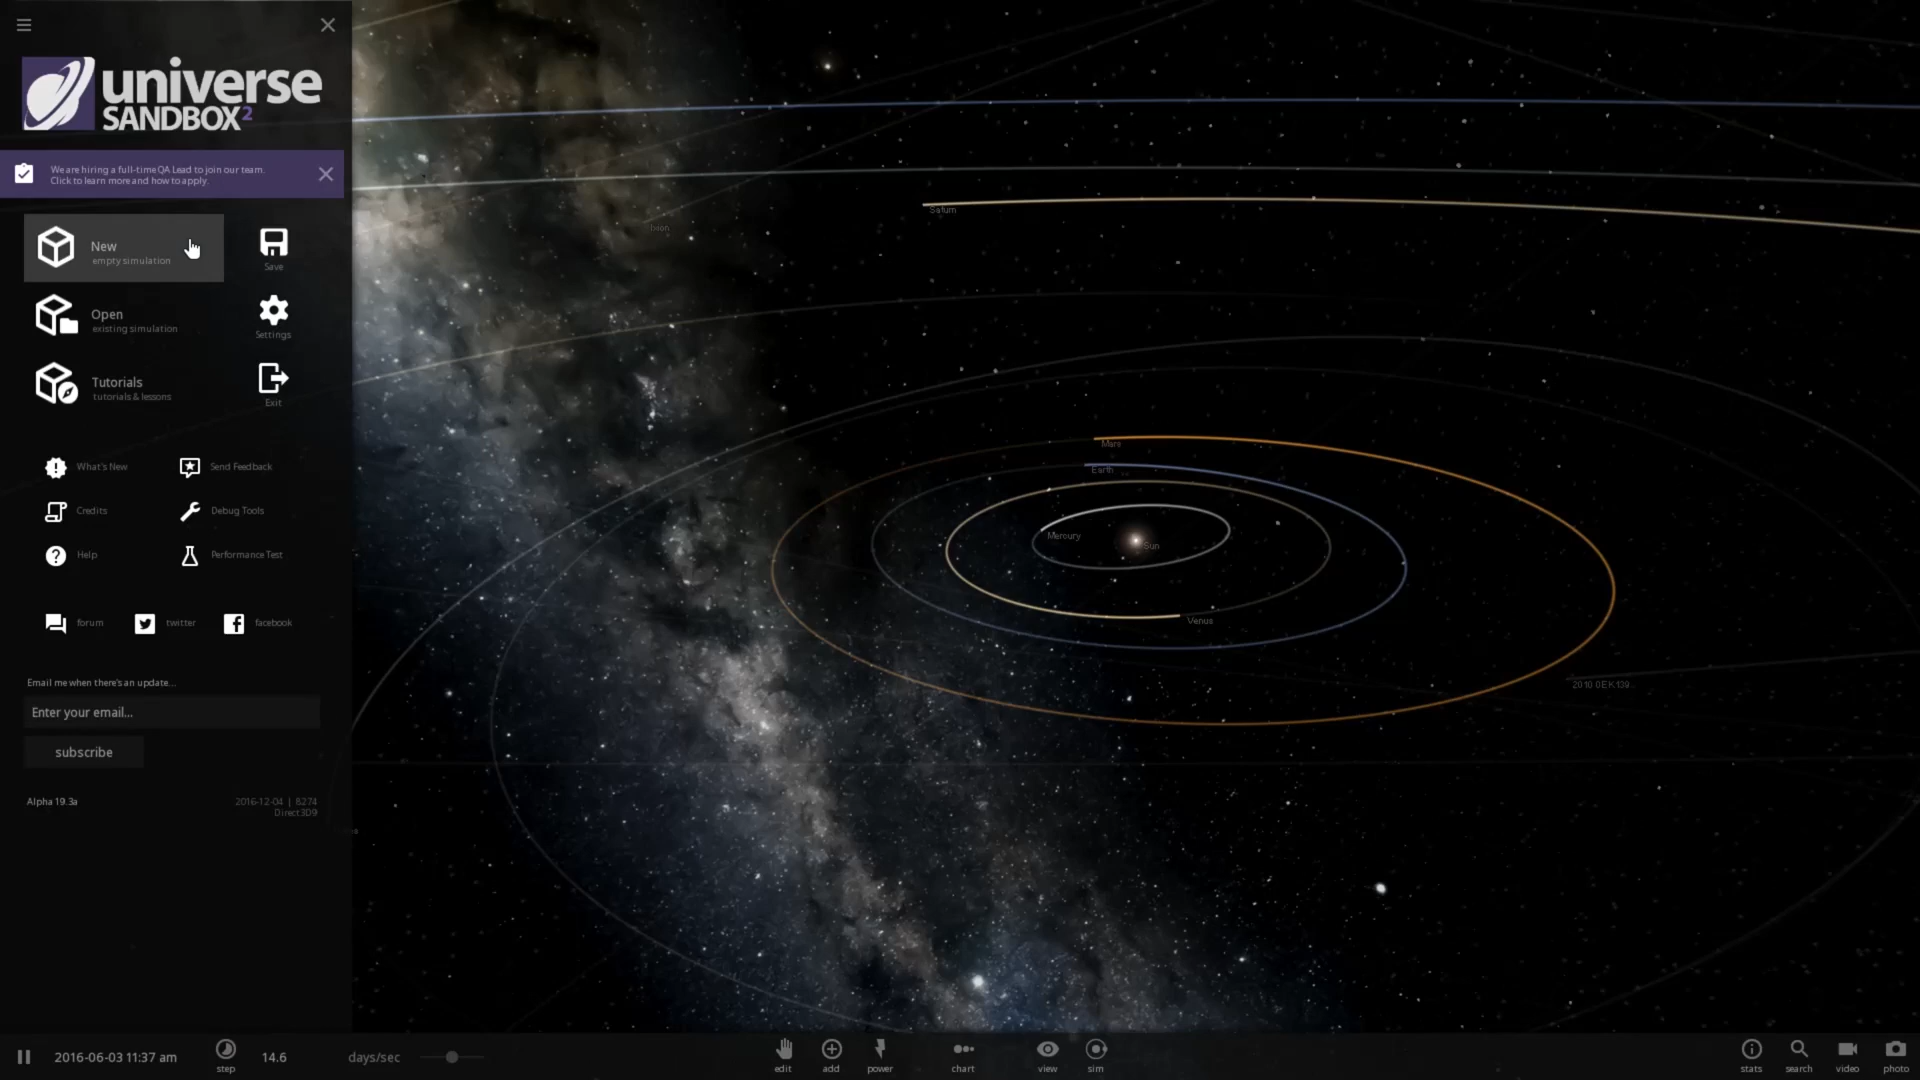 universe
SANDBOX 2
We are hiring a full-time QA Lead to join our team.
Click to learn more and how to apply.
New
empty simulation
Save
Open
existing simulation
Settings
Tutorials
tutorials & lessons
Exit
What's New
Send Feedback
Credits
Debug Tools
Help
Performance Test
forum
twitter
facebook
Email me when there's an update...
Enter your email...
subscribe
Alpha 19.3a
2016-12-04 | 8274
Direct3D9
Saturn
Ixion
Mars
Earth
Mercury
Sun
Venus
2016-06-03 11:37 am
step
14.6
days/sec
edit
add
power
chart
view
sim
stats
search
video
photo